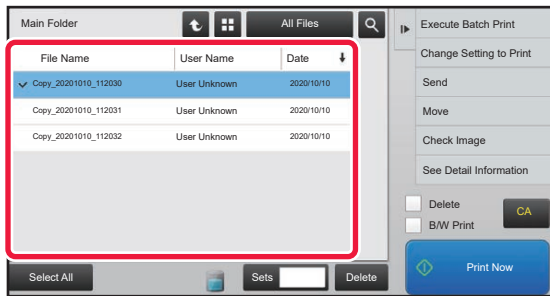 Main Folder
All Files
File Name User Name Date
Copy_20201010_112030 User Unknown 2020/10/10
Copy_20201010_112031 User Unknown 2020/10/10
Copy_20201010_112032 User Unknown 2020/10/10
Select All
Sets
Delete
Execute Batch Print
Change Setting to Print
Send
Move
Check Image
See Detail Information
Delete
B/W Print
CA
Print Now